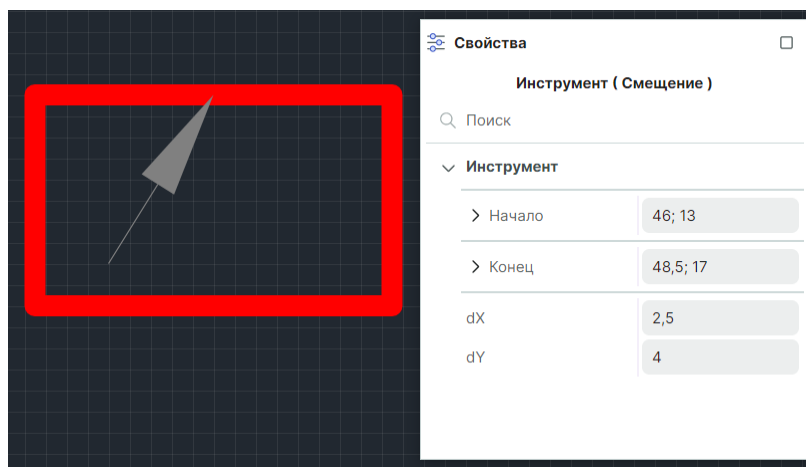 Свойства
Инструмент ( Смещение )
Поиск
Инструмент
Начало 46; 13
Конец 48,5; 17
dX 2,5
dY 4